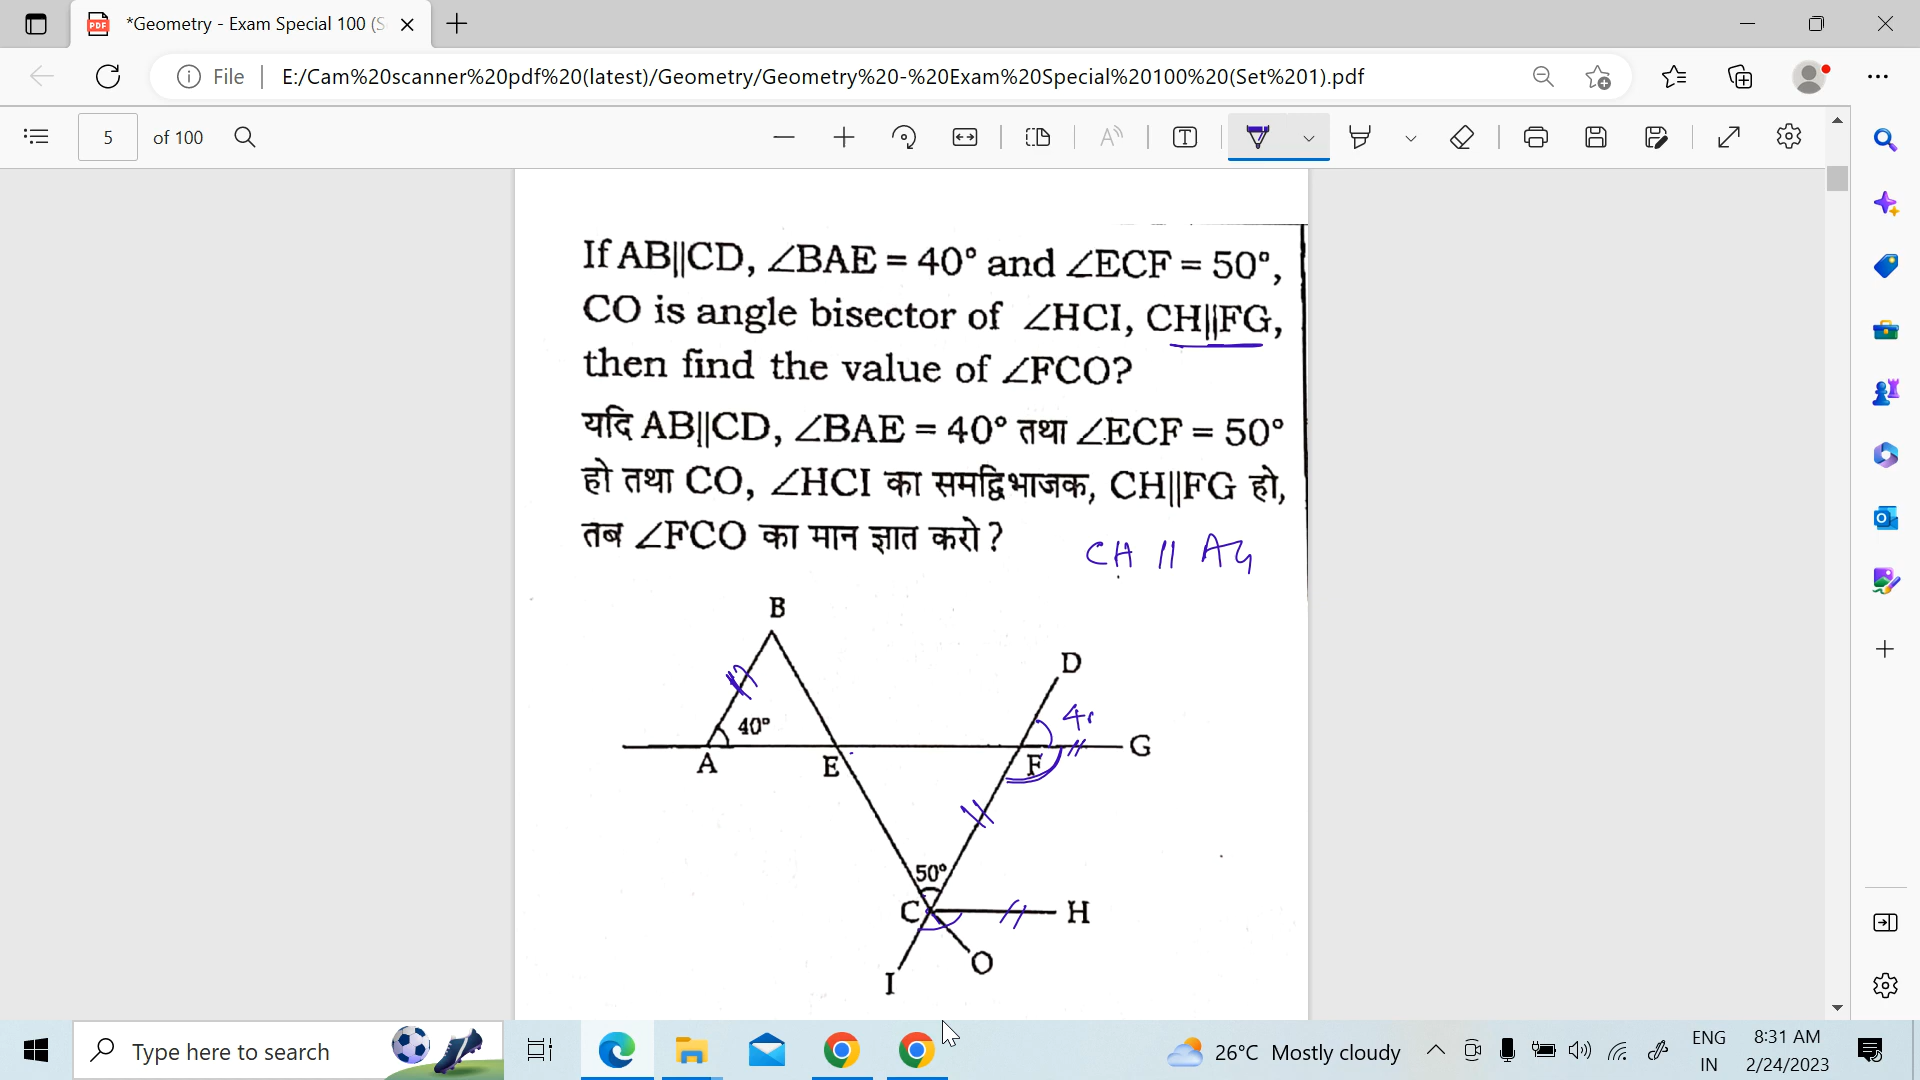 *Geometry - Exam Special 100 (S
File
E:/Cam%20scanner%20pdf%20(latest)/Geometry/Geometry%20-%20Exam%20Special%20100%20(Set%201).pdf
5 of 100
If AB||CD, ∠BAE = 40° and ∠ECF = 50°,
CO is angle bisector of ∠HCI, CH||FG,
then find the value of ∠FCO?
यदि AB||CD, ∠BAE = 40° तथा ∠ECF = 50°
हो तथा CO, ∠HCI का समद्विभाजक, CH||FG हो,
तब ∠FCO का मान ज्ञात करो ?
CH || AG
B
D
40°
A
E
F
G
50°
C
H
O
I
Type here to search
26°C Mostly cloudy
ENG
IN
8:31 AM
2/24/2023